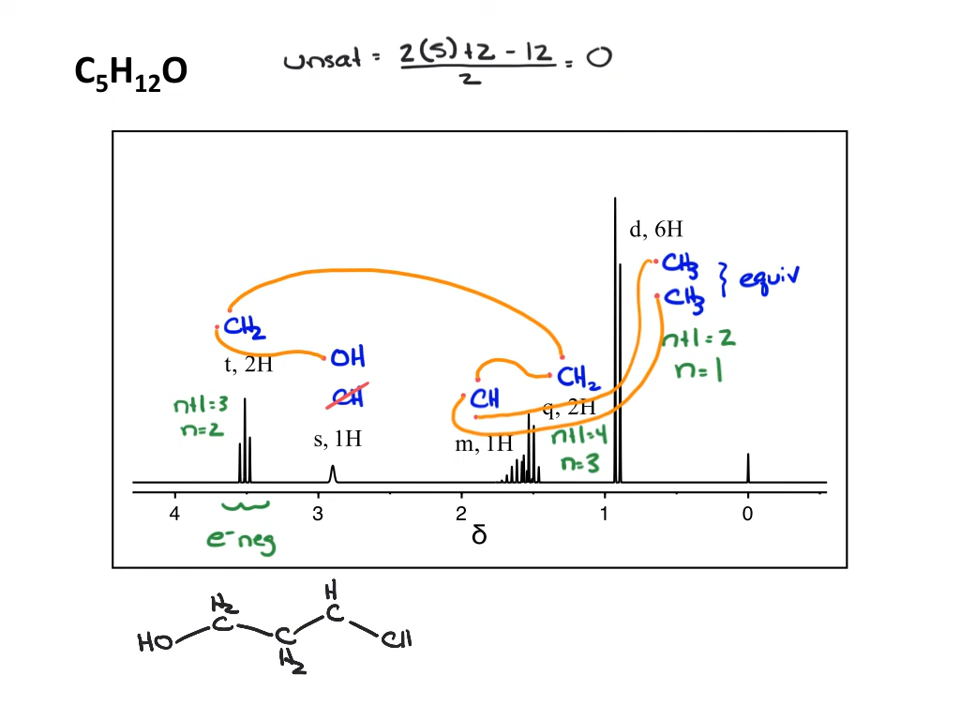 C₅H₁₂O
unsat = 2(5)+2 - 12 / 2 = 0
d, 6H
CH₃
CH₃ } equiv
n+1 = 2
n=1
CH₂
t, 2H
OH
CH
n+1=3
n=2
s, 1H
CH
m, 1H
CH₂
q, 2H
n+1=4
n=3
4 3 2 1 0
δ
e⁻neg
H
H₂
C
C
HO
C
H₂